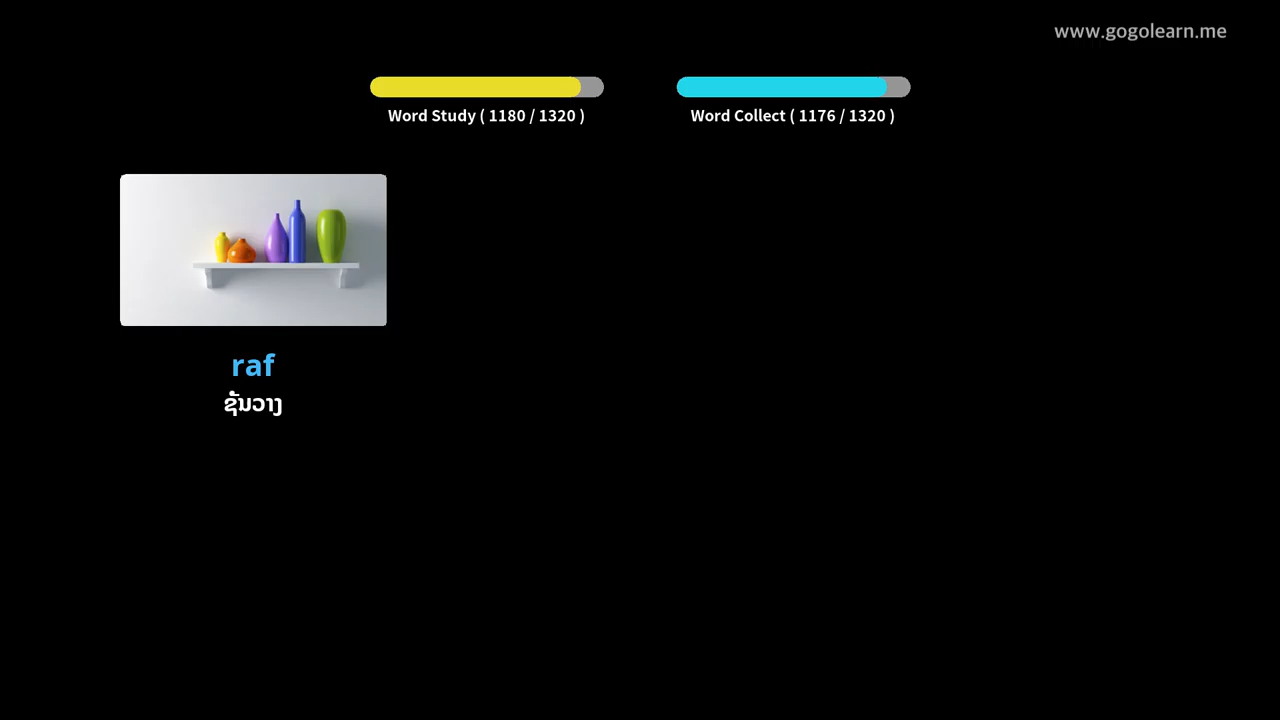 www.gogolearn.me
Word Study ( 1180 / 1320 )
Word Collect ( 1176 / 1320 )
raf
ຊັ້ນວາງ